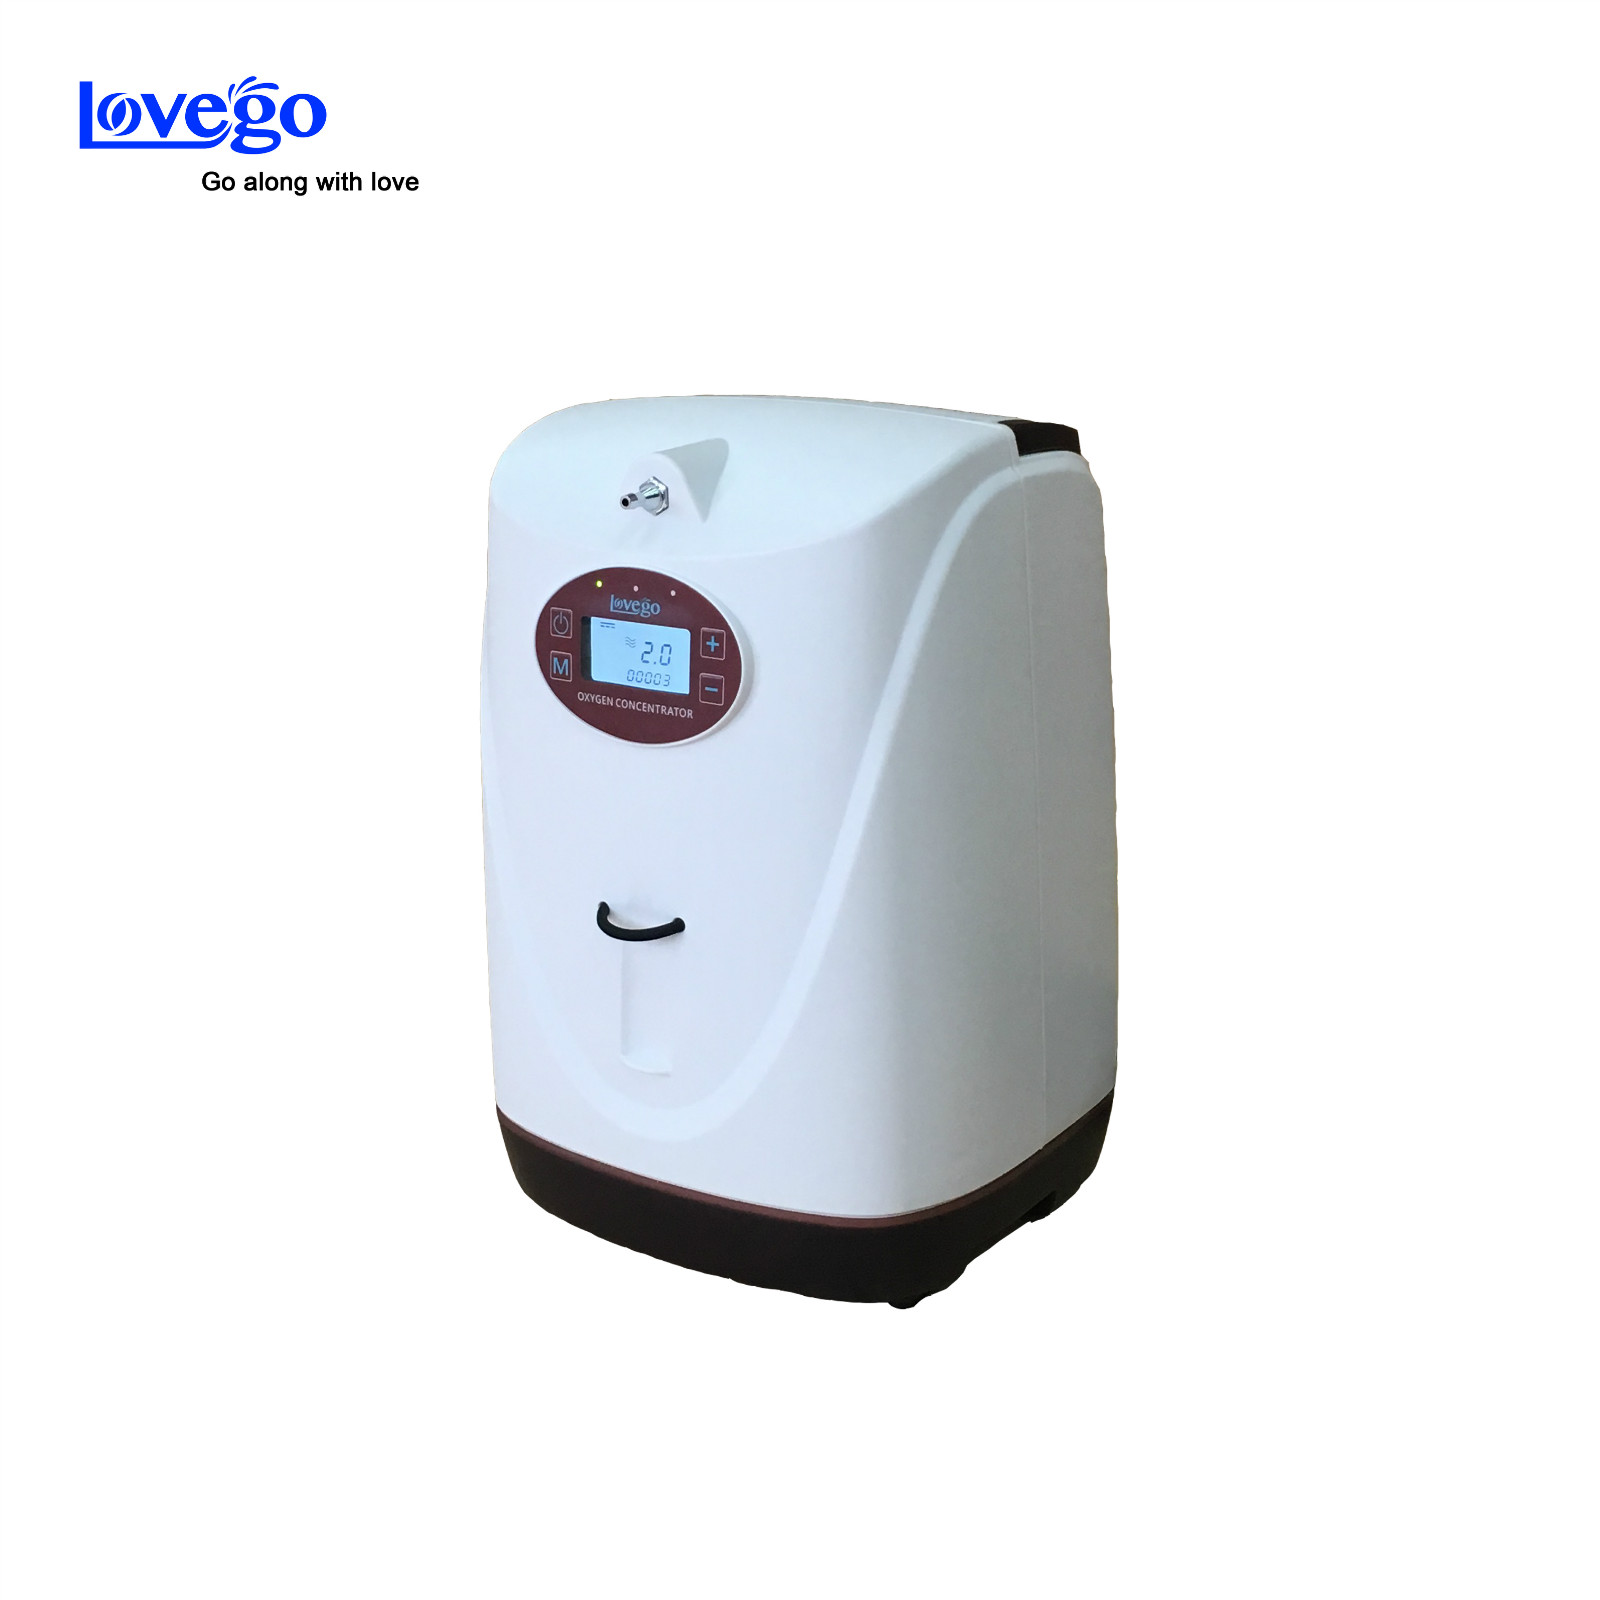 Lovego
Go along with love
Lovego
2.0
00003
M
+
-
OXYGEN CONCENTRATOR